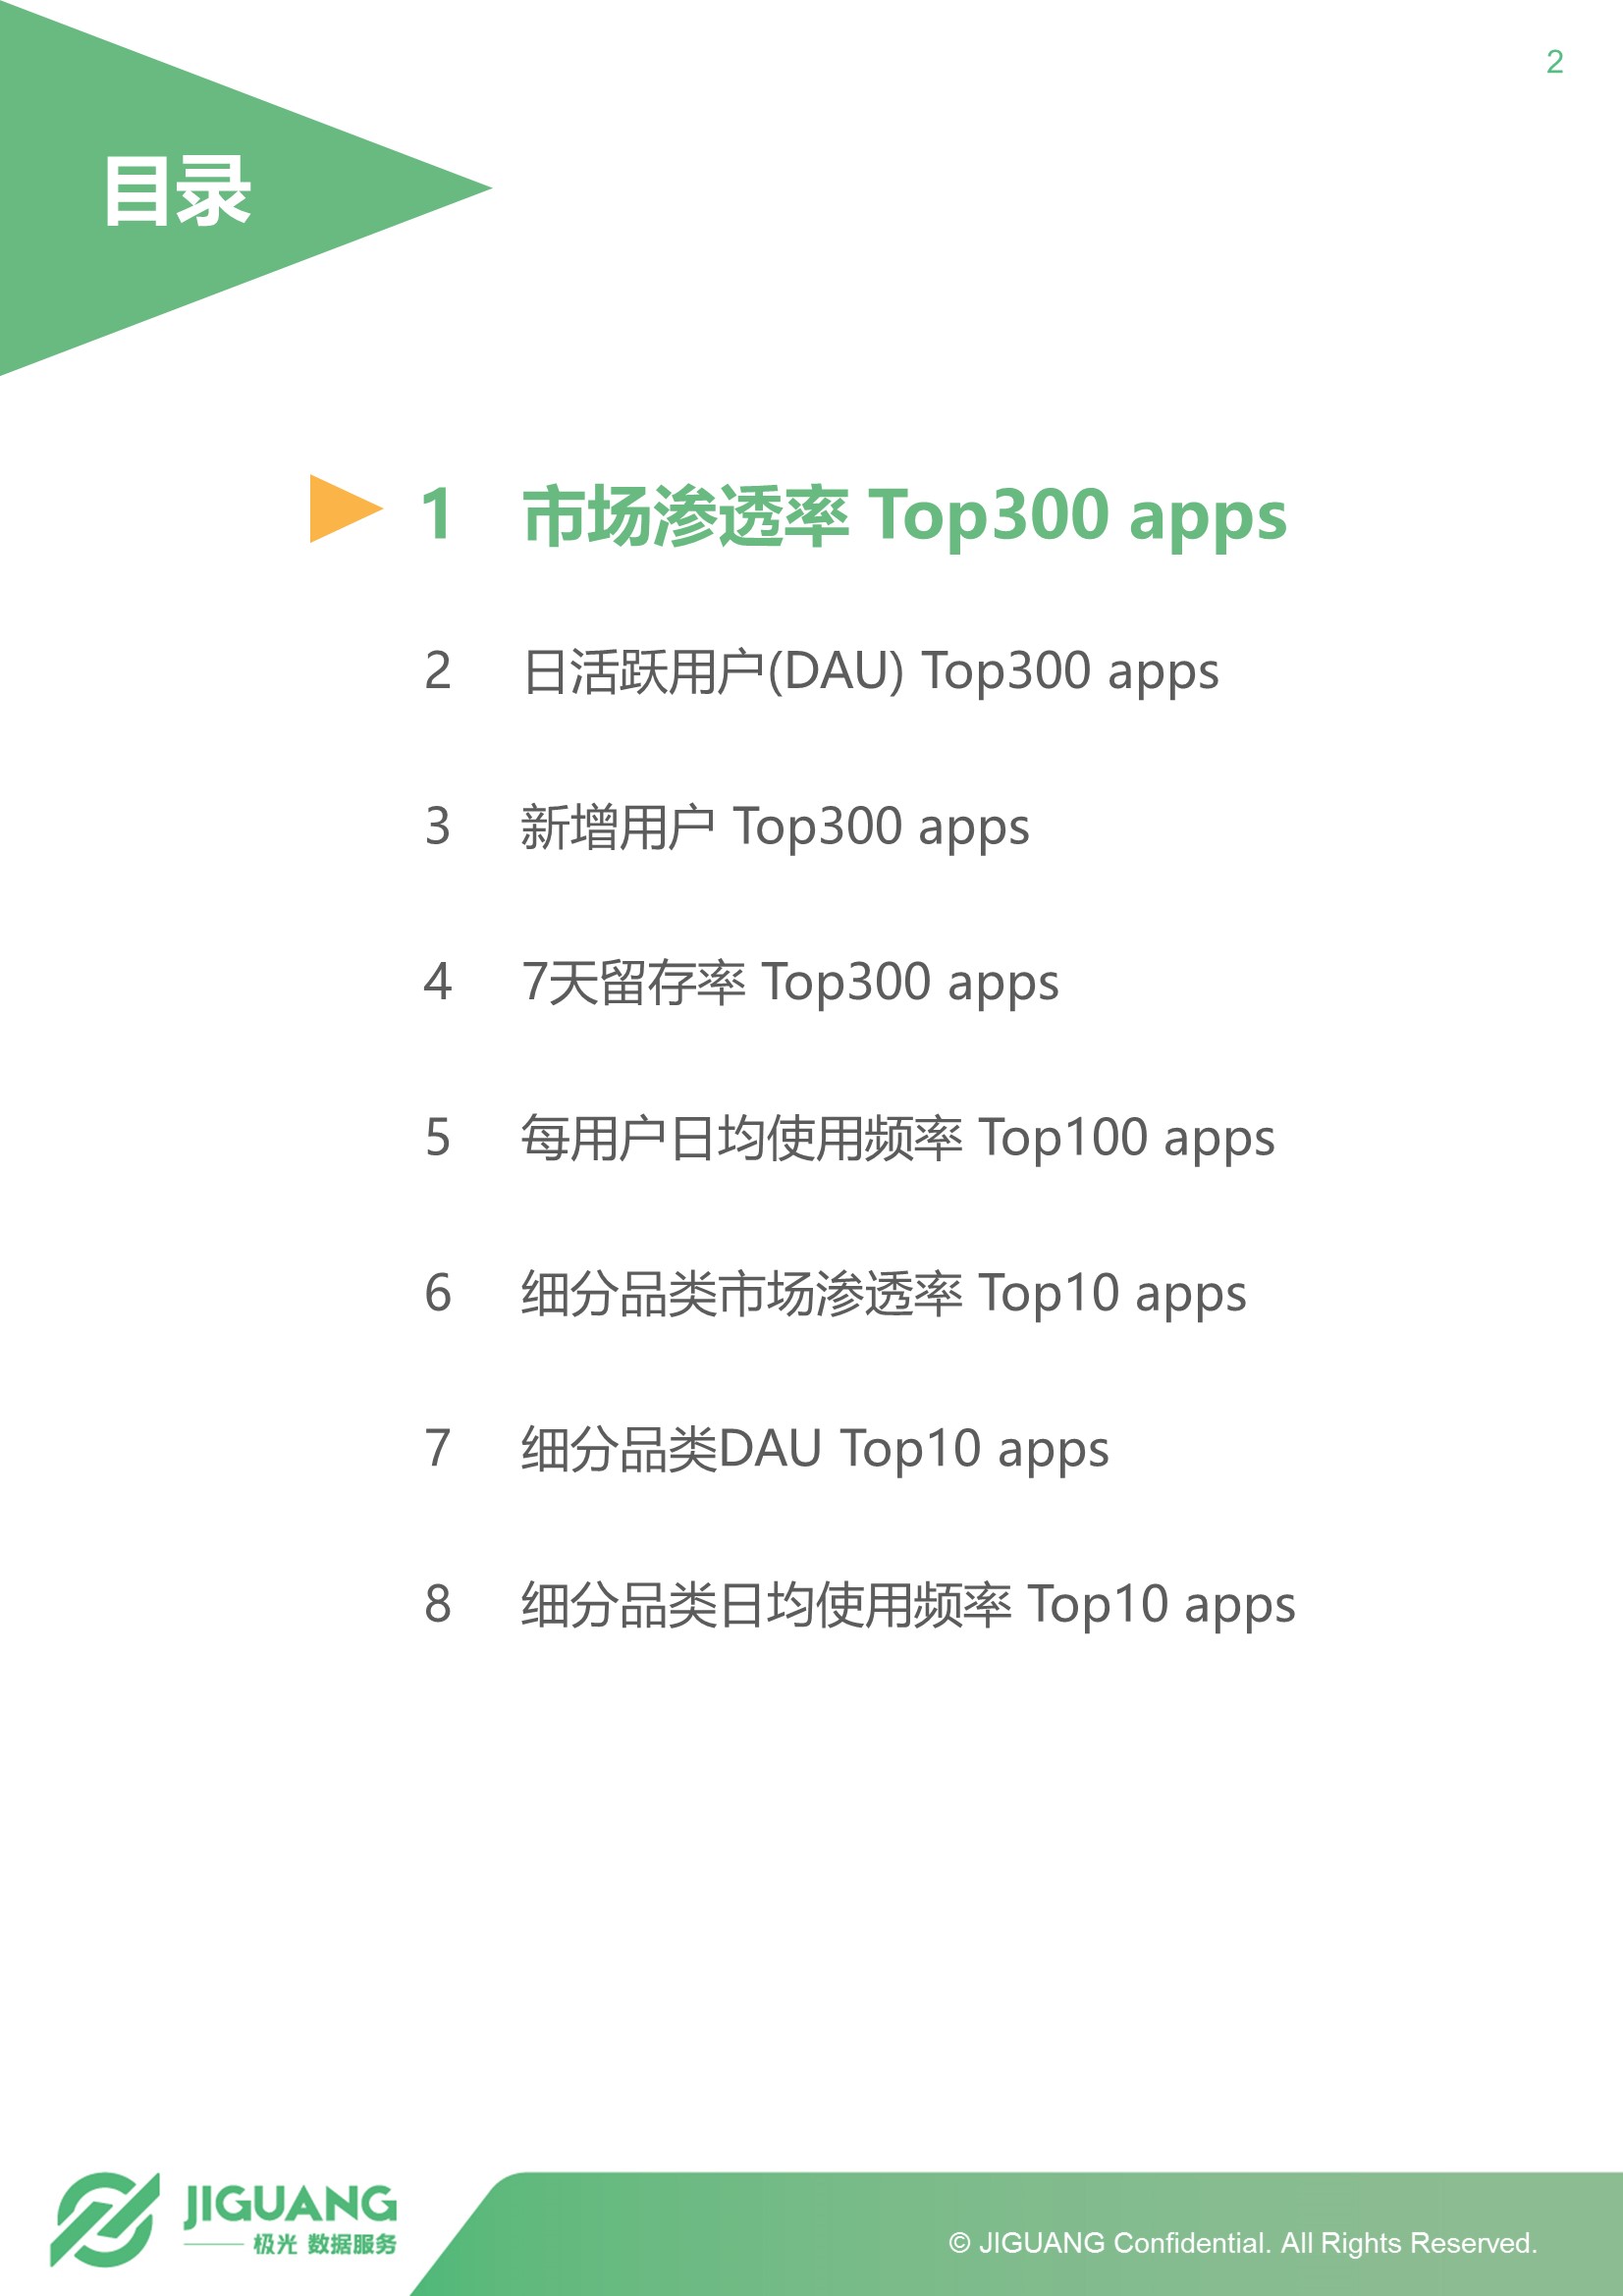 2
目录
1 市场渗透率 Top300 apps
2 日活跃用户(DAU) Top300 apps
3 新增用户 Top300 apps
4 7天留存率 Top300 apps
5 每用户日均使用频率 Top100 apps
6 细分品类市场渗透率 Top10 apps
7 细分品类DAU Top10 apps
8 细分品类日均使用频率 Top10 apps
JIGUANG
极光 数据服务
© JIGUANG Confidential. All Rights Reserved.